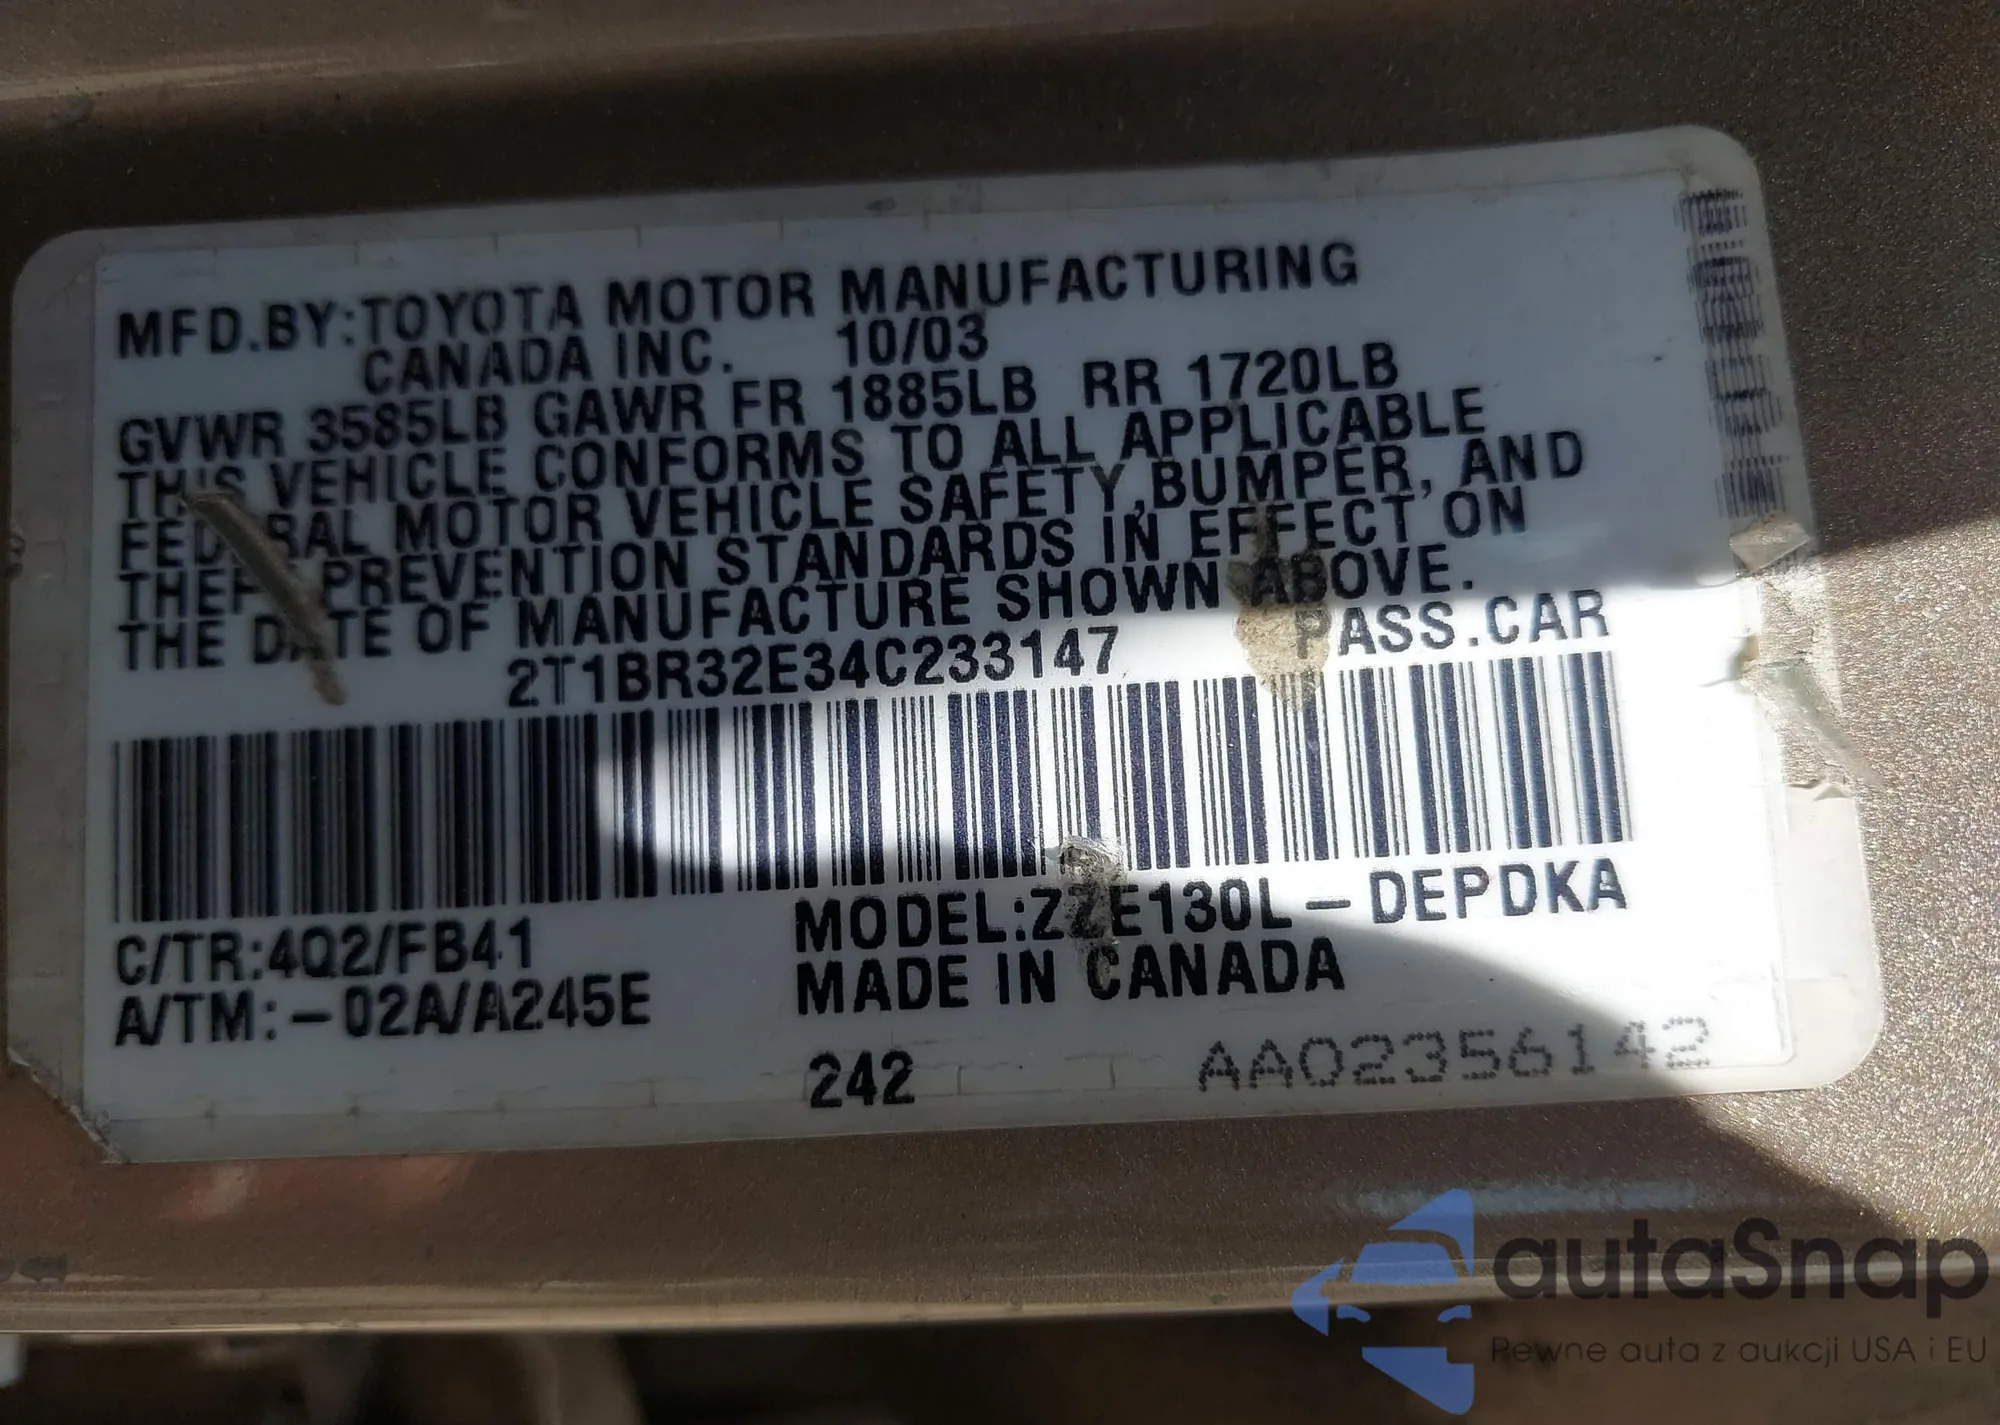 MFD.BY:TOYOTA MOTOR MANUFACTURING
CANADA INC. 10/03
GVWR 3585LB GAWR FR 1885LB RR 1720LB
THIS VEHICLE CONFORMS TO ALL APPLICABLE
FEDERAL MOTOR VEHICLE SAFETY,BUMPER, AND
THEFT PREVENTION STANDARDS IN EFFECT ON
THE DATE OF MANUFACTURE SHOWN ABOVE.
2T1BR32E34C233147 PASS.CAR
C/TR:4Q2/FB41
A/TM:-02A/A245E
MODEL:ZZE130L-DEPDKA
MADE IN CANADA
242
AA02356142
autaSnap
Pewne auta z aukcji USA i EU